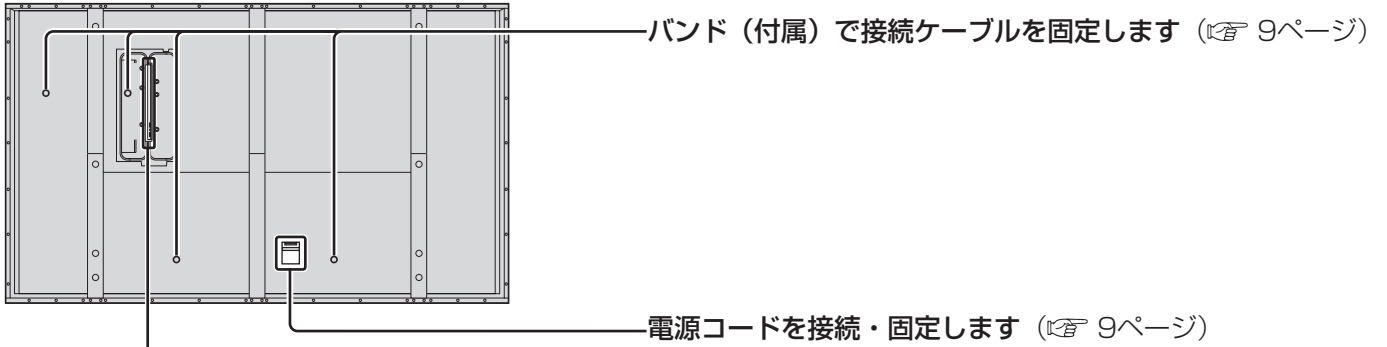 バンド（付属）で接続ケーブルを固定します（☞ 9ページ）
電源コードを接続・固定します（☞ 9ページ）